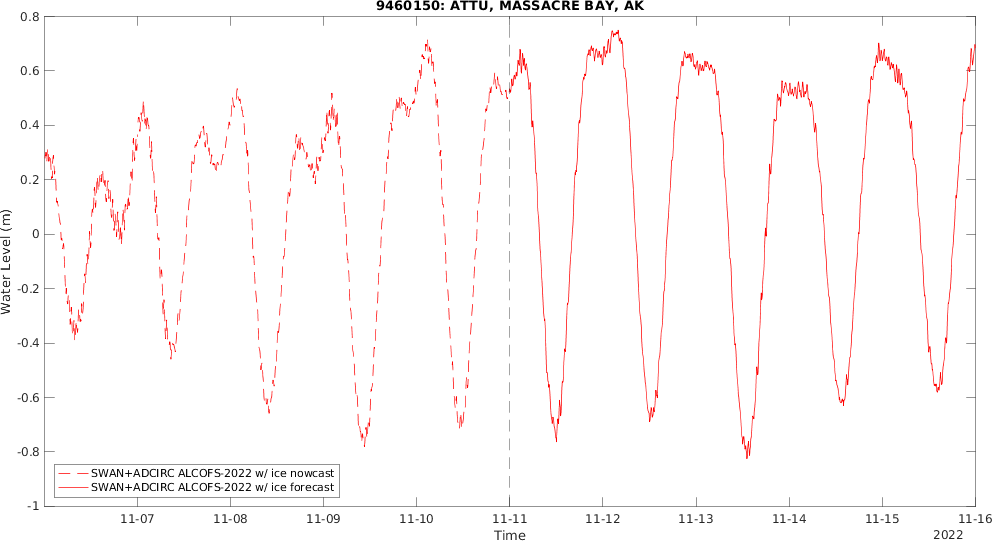 9460150: ATTU, MASSACRE BAY, AK
0.8
0.6
0.4
0.2
0
-0.2
-0.4
-0.6
-0.8
-1
Water Level (m)
SWAN+ADCIRC ALCOFS-2022 w/ ice nowcast
SWAN+ADCIRC ALCOFS-2022 w/ ice forecast
11-07 11-08 11-09 11-10 11-11 11-12 11-13 11-14 11-15 11-16
Time
2022